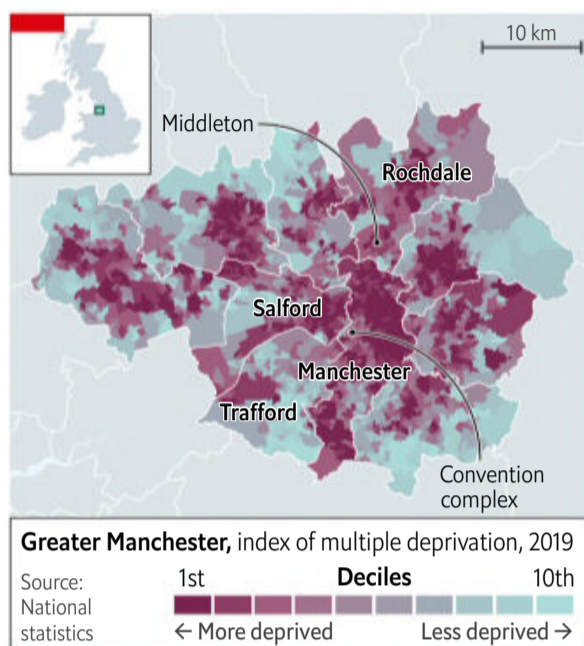 10 km
Middleton
Rochdale
Salford
Manchester
Trafford
Convention
complex
Greater Manchester, index of multiple deprivation, 2019
Source:
National
statistics
1st Deciles 10th
← More deprived Less deprived →